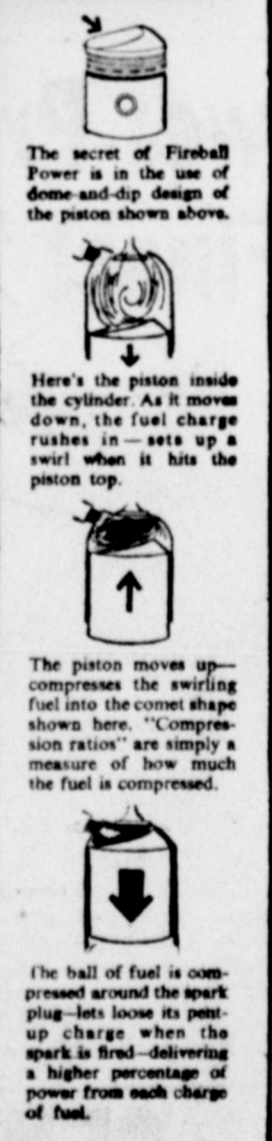 The secret of Fireball
Power is in the use of
dome-and-dip design of
the piston shown above.
Here's the piston inside
the cylinder. As it moves
down, the fuel charge
rushes in—sets up a
swirl when it hits the
piston top.
The piston moves up—
compresses the swirling
fuel into the comet shape
shown here. "Compres-
sion ratios" are simply a
measure of how much
the fuel is compressed.
The ball of fuel is com-
pressed around the spark
plug—lets loose its pent-
up charge when the
spark is fired—delivering
a higher percentage of
power from each charge
of fuel.